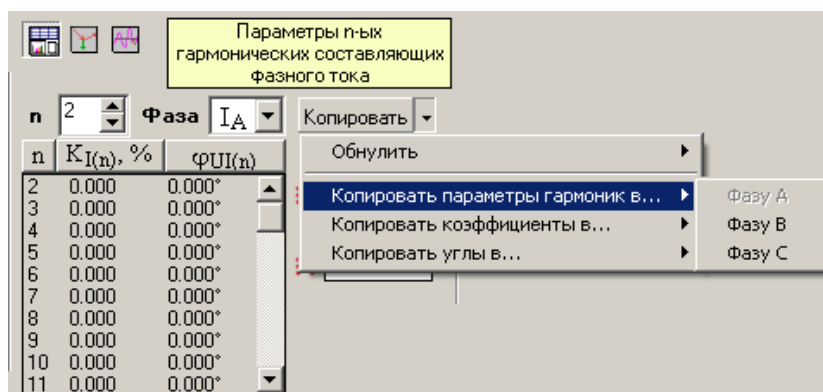 Параметры n-ых
гармонических составляющих
фазного тока
n 2 Фаза I_A Копировать
n K_I(n), % φUI(n)
2 0.000 0.000°
3 0.000 0.000°
4 0.000 0.000°
5 0.000 0.000°
6 0.000 0.000°
7 0.000 0.000°
8 0.000 0.000°
9 0.000 0.000°
10 0.000 0.000°
11 0.000 0.000°
Обнулить
Копировать параметры гармоник в...
Копировать коэффициенты в...
Копировать углы в...
Фазу A
Фазу B
Фазу C